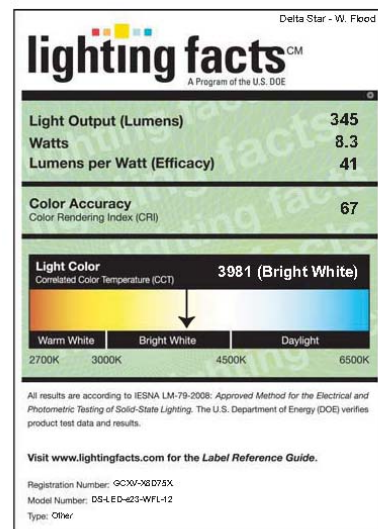 Delta Star - W. Flood
lighting facts CM
A Program of the U.S. DOE
Light Output (Lumens) 345
Watts 8.3
Lumens per Watt (Efficacy) 41
Color Accuracy 67
Color Rendering Index (CRI)
Light Color 3981 (Bright White)
Correlated Color Temperature (CCT)
Warm White Bright White Daylight
2700K 3000K 4500K 6500K
All results are according to IESNA LM-79-2008: Approved Method for the Electrical and
Photometric Testing of Solid-State Lighting. The U.S. Department of Energy (DOE) verifies
product test data and results.
Visit www.lightingfacts.com for the Label Reference Guide.
Registration Number:
Model Number: DS-LED-e23-WFL-12
Type: Other